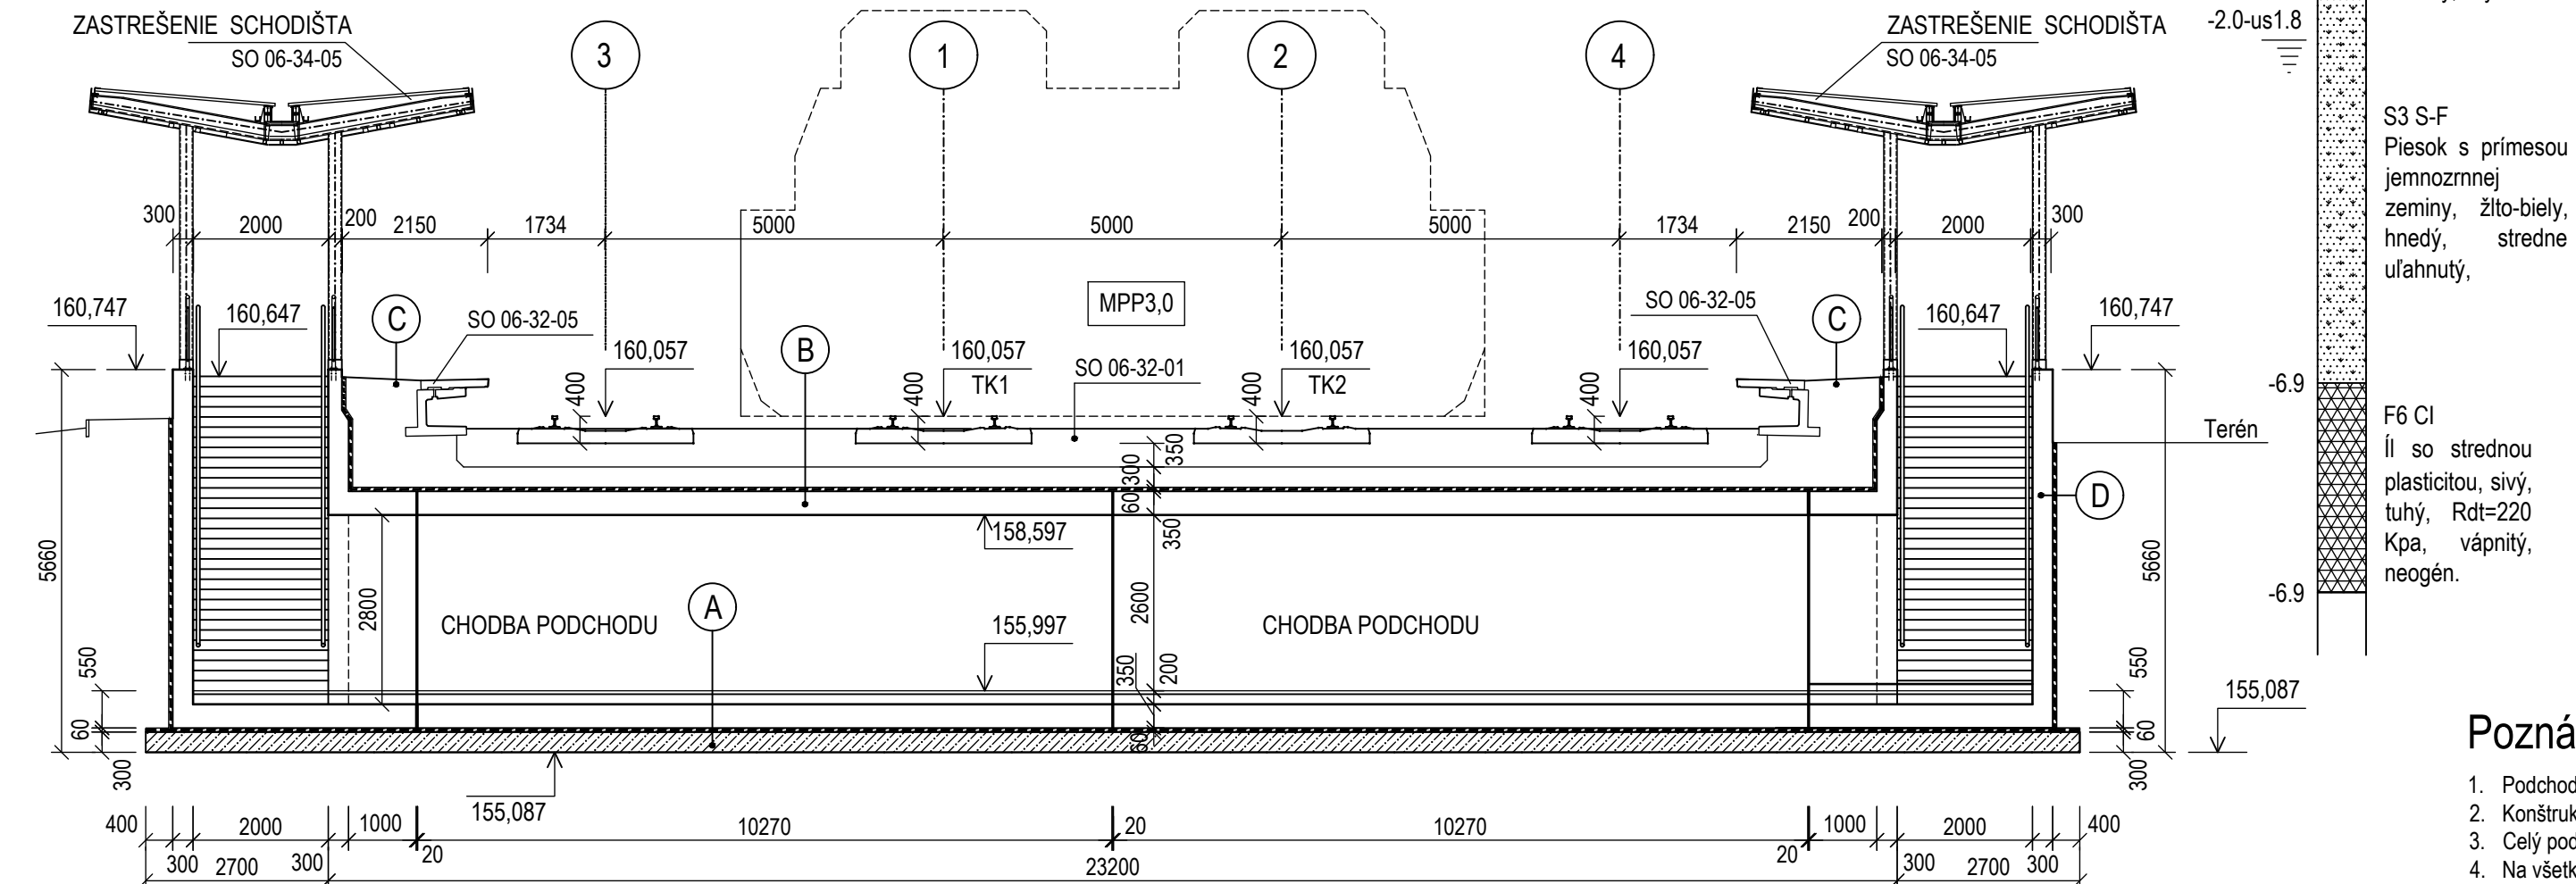 ZASTREŠENIE SCHODIŠTA
SO 06-34-05
3
1
2
4
ZASTREŠENIE SCHODIŠTA
SO 06-34-05
-2.0-us1.8
S3 S-F
Piesok s prímesou
jemnozrnnej
zeminy, žlto-biely,
hnedý, stredne
uľahnutý,
300
2000
200
2150
1734
5000
5000
5000
1734
2150
200
2000
300
160,747
160,647
C
SO 06-32-05
B
MPP3,0
SO 06-32-05
C
160,647
160,747
160,057
160,057
TK1
SO 06-32-01
160,057
TK2
160,057
400
400
400
400
-6.9
F6 CI
Íl so strednou
plasticitou, sivý,
tuhý, Rdt=220
Kpa, vápnitý,
neogén.
-6.9
Terén
350
300
60
350
158,597
D
5660
2800
2600
5660
CHODBA PODCHODU
A
155,997
CHODBA PODCHODU
550
350
200
550
60
60
60
300
300
155,087
155,087
Pozná
1. Podchod
2. Konštruk
3. Celý pod
4. Na všetk
400
2000
1000
10270
20
10270
1000
2000
400
300
2700
300
20
23200
20
300
2700
300